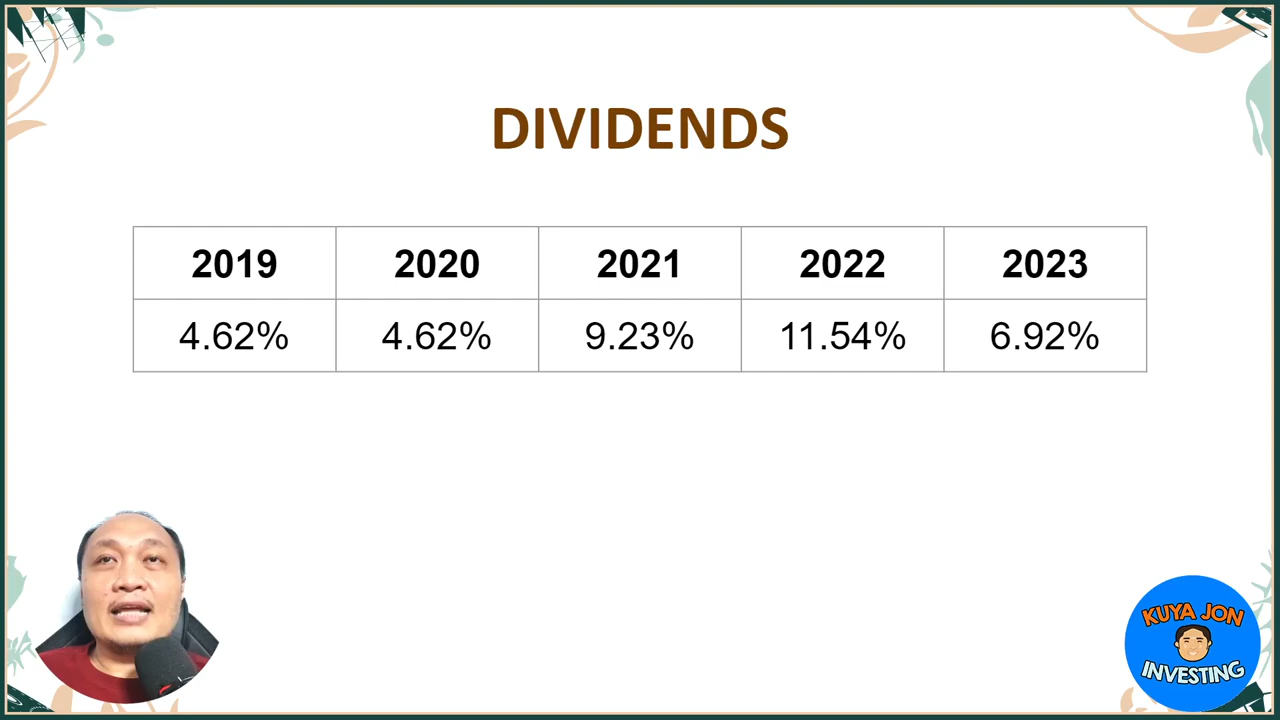 DIVIDENDS
2019 2020 2021 2022 2023
4.62% 4.62% 9.23% 11.54% 6.92%
KUYA JON
INVESTING